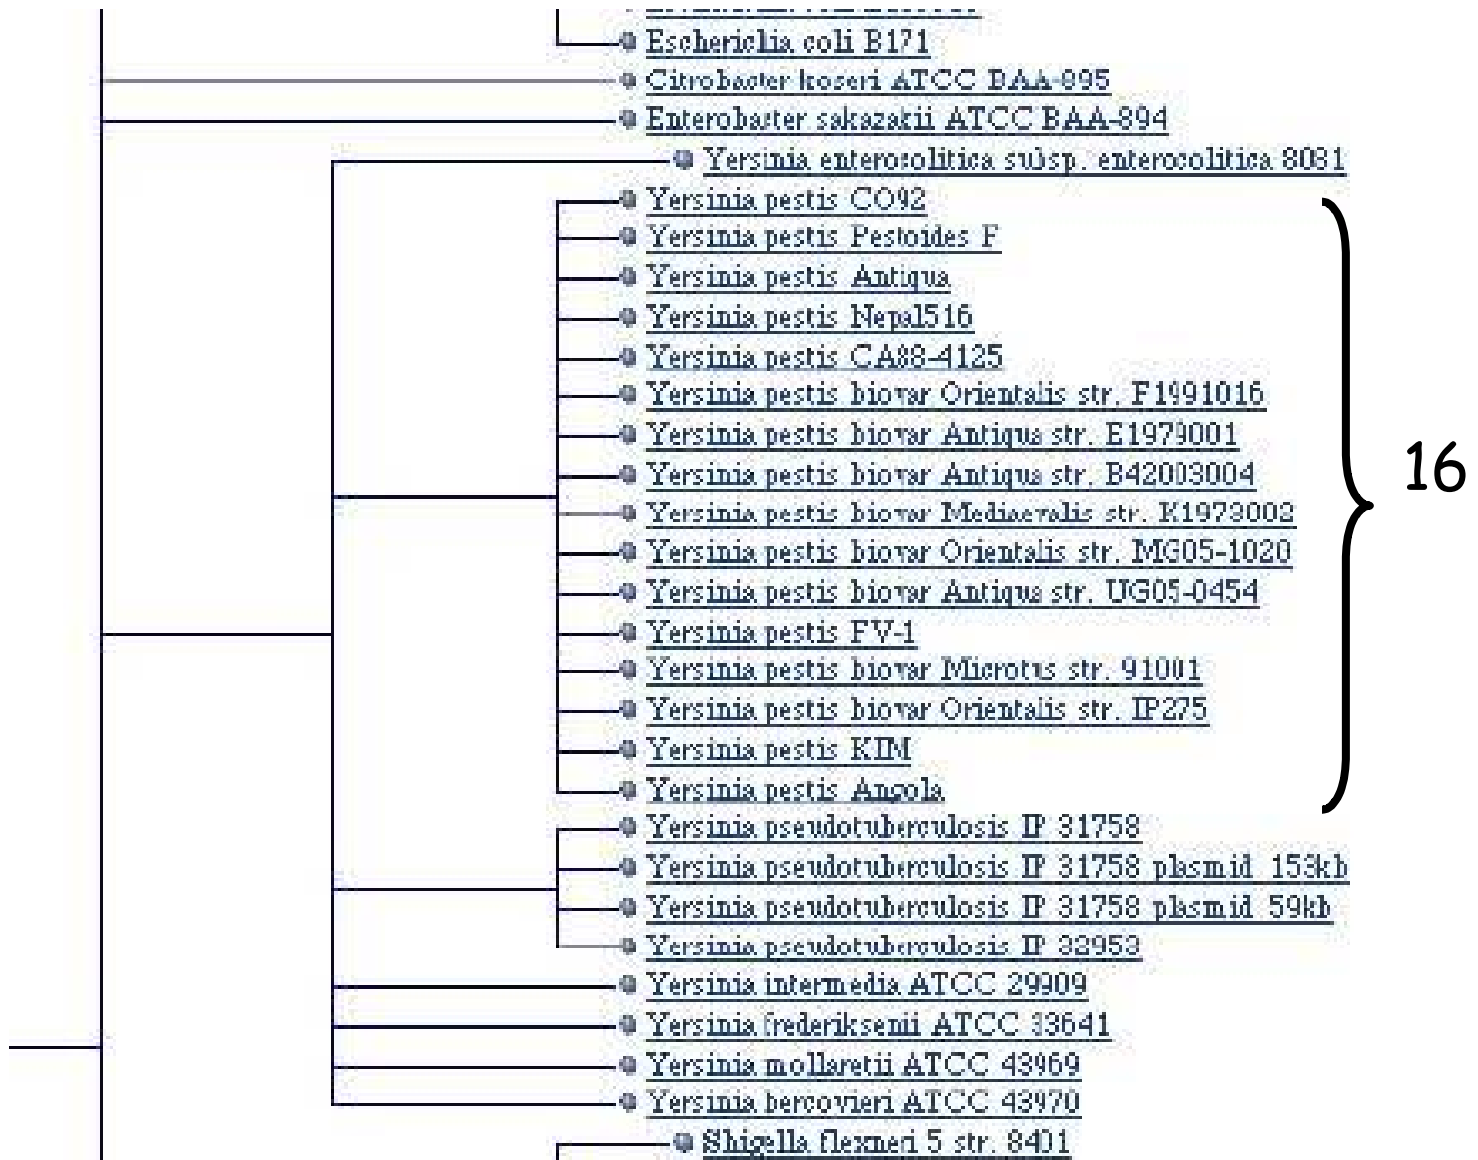 Escherichia coli B171
Citrobacter koseri ATCC BAA-895
Enterobacter sakazakii ATCC BAA-894
Yersinia enterocolitica subsp. enterocolitica 8081
Yersinia pestis CO92
Yersinia pestis Pestoides F
Yersinia pestis Antiqua
Yersinia pestis Nepal516
Yersinia pestis CA88-4125
Yersinia pestis biovar Orientalis str. F1991016
Yersinia pestis biovar Antiqua str. E1979001
Yersinia pestis biovar Antiqua str. B42003004
Yersinia pestis biovar Mediaevalis str. K1973002
Yersinia pestis biovar Orientalis str. MG05-1020
Yersinia pestis biovar Antiqua str. UG05-0454
Yersinia pestis FV-1
Yersinia pestis biovar Microtus str. 91001
Yersinia pestis biovar Orientalis str. IP275
Yersinia pestis KIM
Yersinia pestis Angola
16
Yersinia pseudotuberculosis IP 31758
Yersinia pseudotuberculosis IP 31758 plasmid_153kb
Yersinia pseudotuberculosis IP 31758 plasmid_59kb
Yersinia pseudotuberculosis IP 32953
Yersinia intermedia ATCC 29909
Yersinia frederiksenii ATCC 33641
Yersinia mollaretii ATCC 43969
Yersinia bercovieri ATCC 43970
Shigella flexneri 5 str. 8401